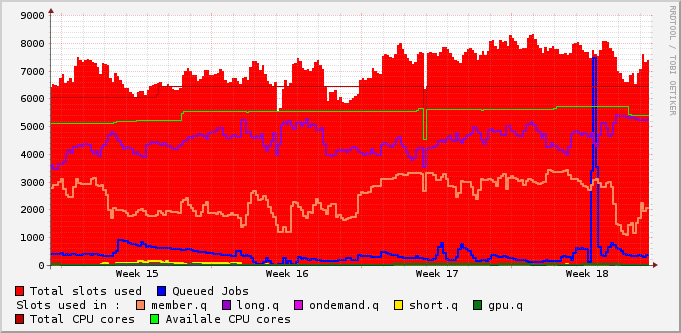 9000
8000
7000
6000
5000
4000
3000
2000
1000
0
Week 15 Week 16 Week 17 Week 18
RRDTOOL / TOBI OETIKER
Total slots used Queued Jobs
Slots used in : member.q long.q ondemand.q short.q gpu.q
Total CPU cores Availale CPU cores